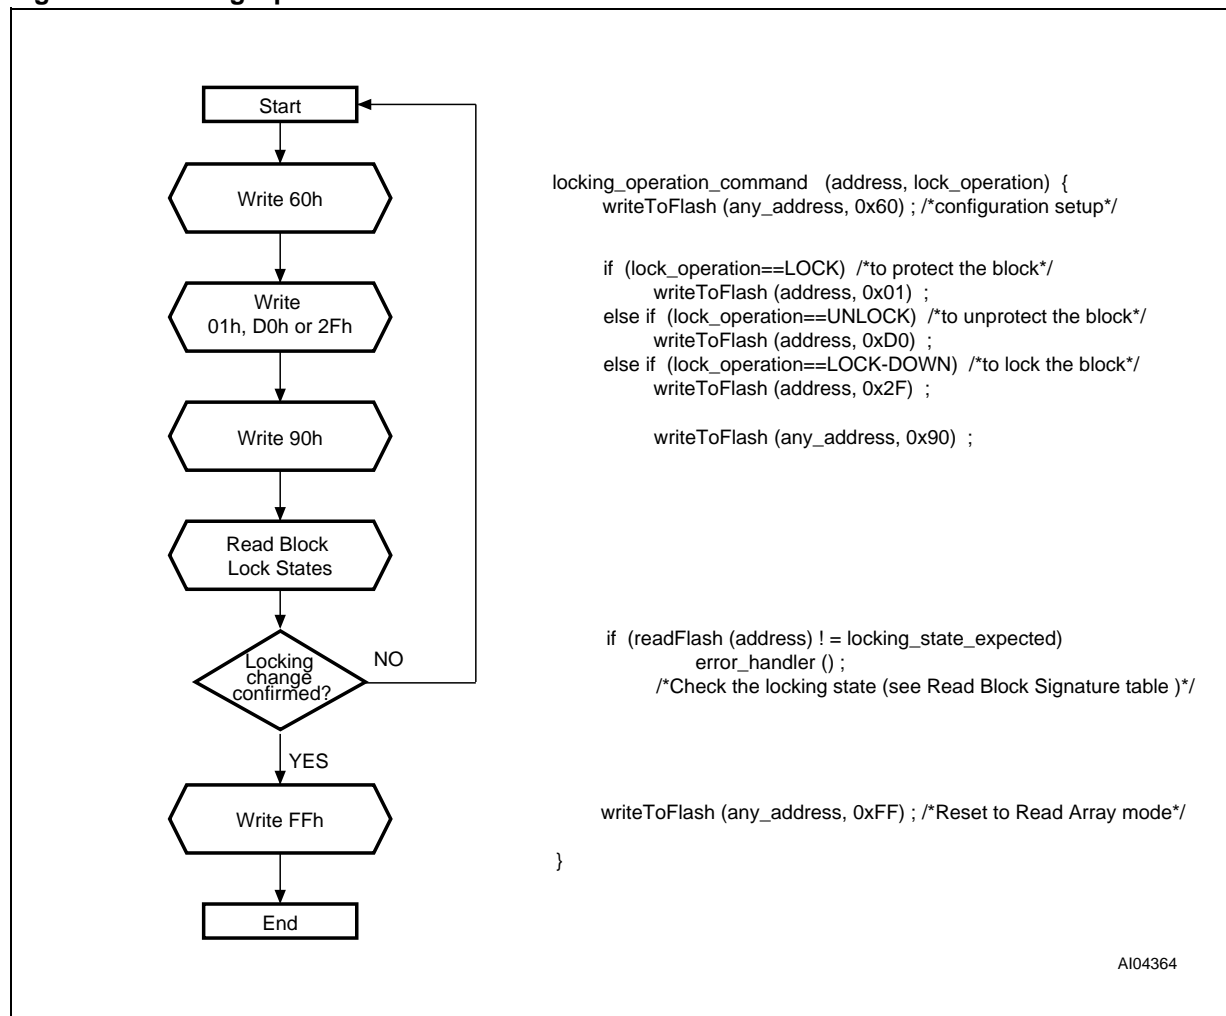 Start
Write 60h
Write
01h, D0h or 2Fh
Write 90h
Read Block
Lock States
Locking
change
confirmed?
NO
YES
Write FFh
End
locking_operation_command (address, lock_operation) {
writeToFlash (any_address, 0x60) ; /*configuration setup*/
if (lock_operation==LOCK) /*to protect the block*/
writeToFlash (address, 0x01) ;
else if (lock_operation==UNLOCK) /*to unprotect the block*/
writeToFlash (address, 0xD0) ;
else if (lock_operation==LOCK-DOWN) /*to lock the block*/
writeToFlash (address, 0x2F) ;
writeToFlash (any_address, 0x90) ;
if (readFlash (address) ! = locking_state_expected)
error_handler () ;
/*Check the locking state (see Read Block Signature table )*/
writeToFlash (any_address, 0xFF) ; /*Reset to Read Array mode*/
}
AI04364